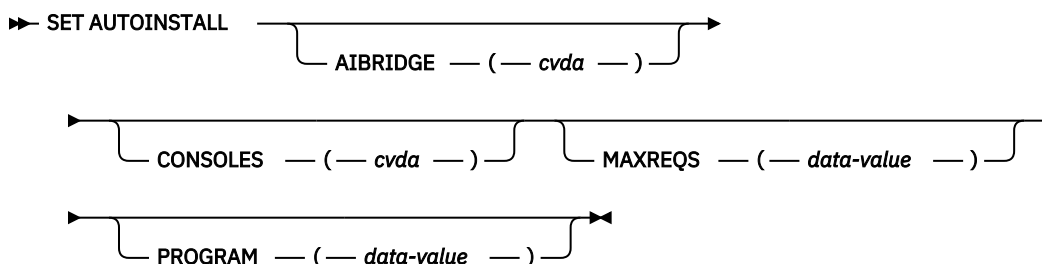 SET AUTOINSTALL
AIBRIDGE ( cvda )
CONSOLES ( cvda ) MAXREQS ( data-value )
PROGRAM ( data-value )